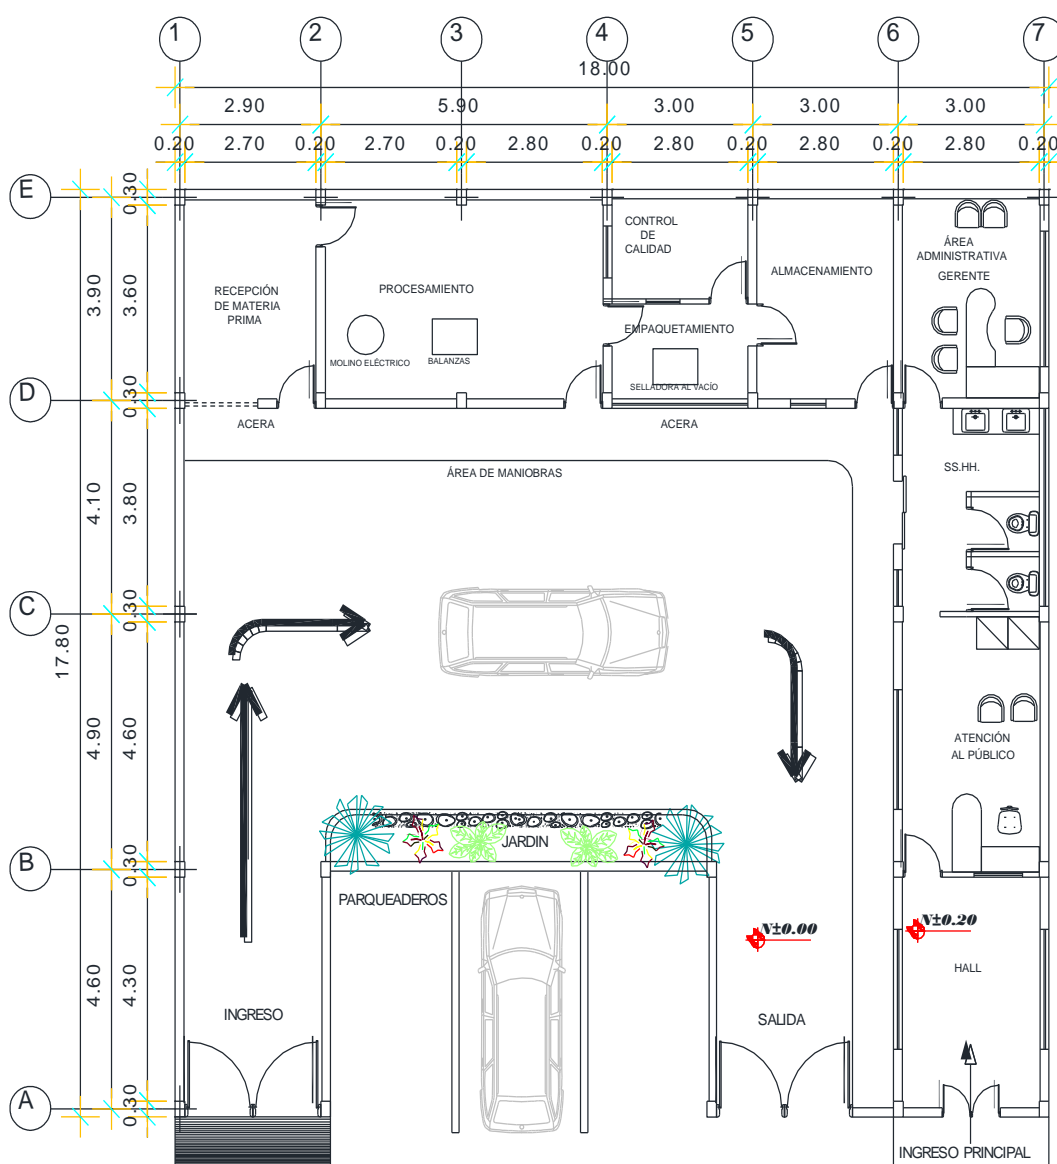 1 2 3 4 5 6 7
18.00
2.90 5.90 3.00 3.00 3.00
0.20 2.70 0.20 2.70 0.20 2.80 0.20 2.80 0.20 2.80 0.20 2.80 0.20
E
0.30
CONTROL
DE
CALIDAD
ÁREA
ADMINISTRATIVA
GERENTE
ALMACENAMIENTO
RECEPCIÓN
DE MATERIA
PRIMA
PROCESAMIENTO
3.90 3.60
EMPAQUETAMIENTO
MOLINO ELÉCTRICO
BALANZAS
SELLADORA AL VACÍO
D
0.30
ACERA
ACERA
ÁREA DE MANIOBRAS
SS.HH.
4.10 3.80
C
0.30
17.80
4.90 4.60
ATENCIÓN
AL PÚBLICO
JARDIN
B
0.30
PARQUEADEROS
N±0.00
N±0.20
HALL
4.60 4.30
INGRESO
SALIDA
A
0.30
INGRESO PRINCIPAL